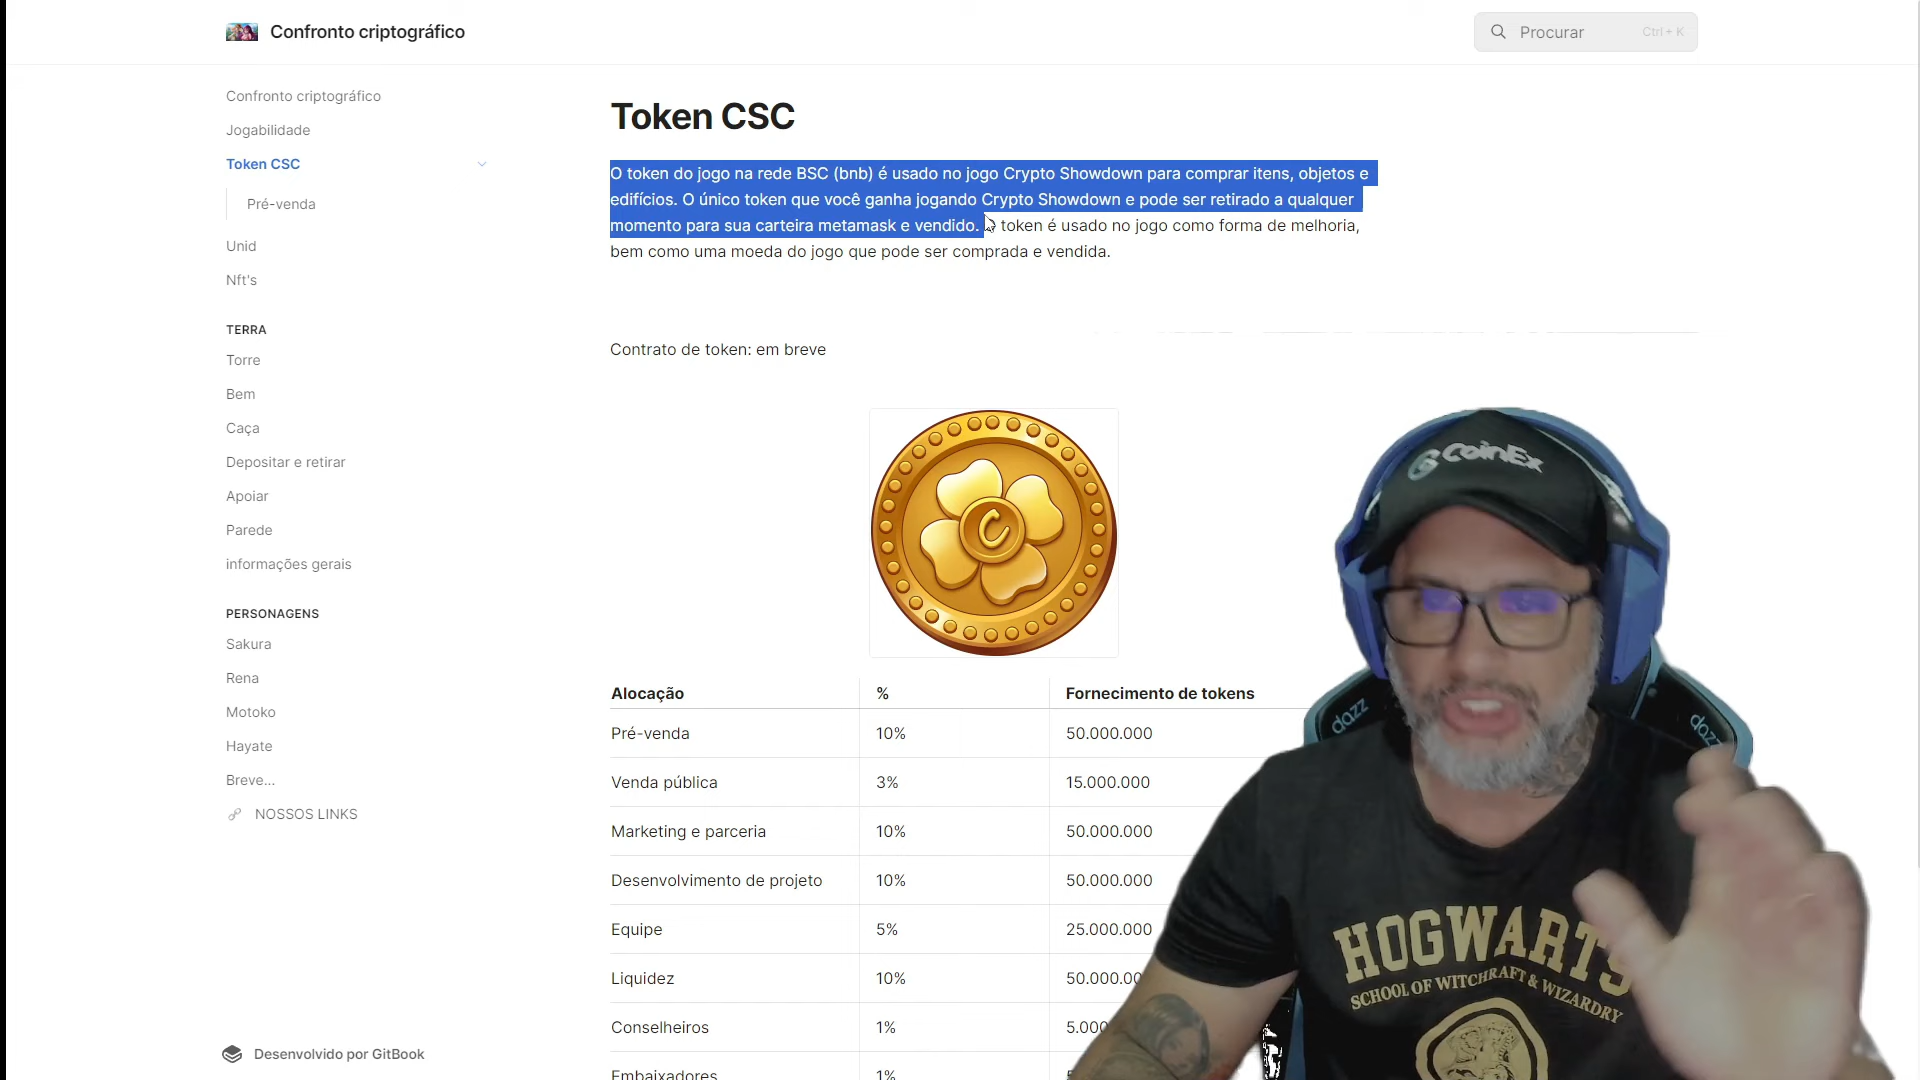 Confronto criptográfico
Procurar
Ctrl + K
Confronto criptográfico
Jogabilidade
Token CSC
Pré-venda
Unid
Nft's
TERRA
Torre
Bem
Caça
Depositar e retirar
Apoiar
Parede
informações gerais
PERSONAGENS
Sakura
Rena
Motoko
Hayate
Breve...
NOSSOS LINKS
Desenvolvido por GitBook
Token CSC
O token do jogo na rede BSC (bnb) é usado no jogo Crypto Showdown para comprar itens, objetos e
edifícios. O único token que você ganha jogando Crypto Showdown e pode ser retirado a qualquer
momento para sua carteira metamask e vendido. token é usado no jogo como forma de melhoria,
bem como uma moeda do jogo que pode ser comprada e vendida.
Contrato de token: em breve
C
Alocação % Fornecimento de tokens
Pré-venda 10% 50.000.000
Venda pública 3% 15.000.000
Marketing e parceria 10% 50.000.000
Desenvolvimento de projeto 10% 50.000.000
Equipe 5% 25.000.000
Liquidez 10% 50.000.00
Conselheiros 1% 5.000
Embaixadores 1%
CoinEx
dazz
dazz
HOGWARTS
SCHOOL OF WITCHCRAFT & WIZARDRY